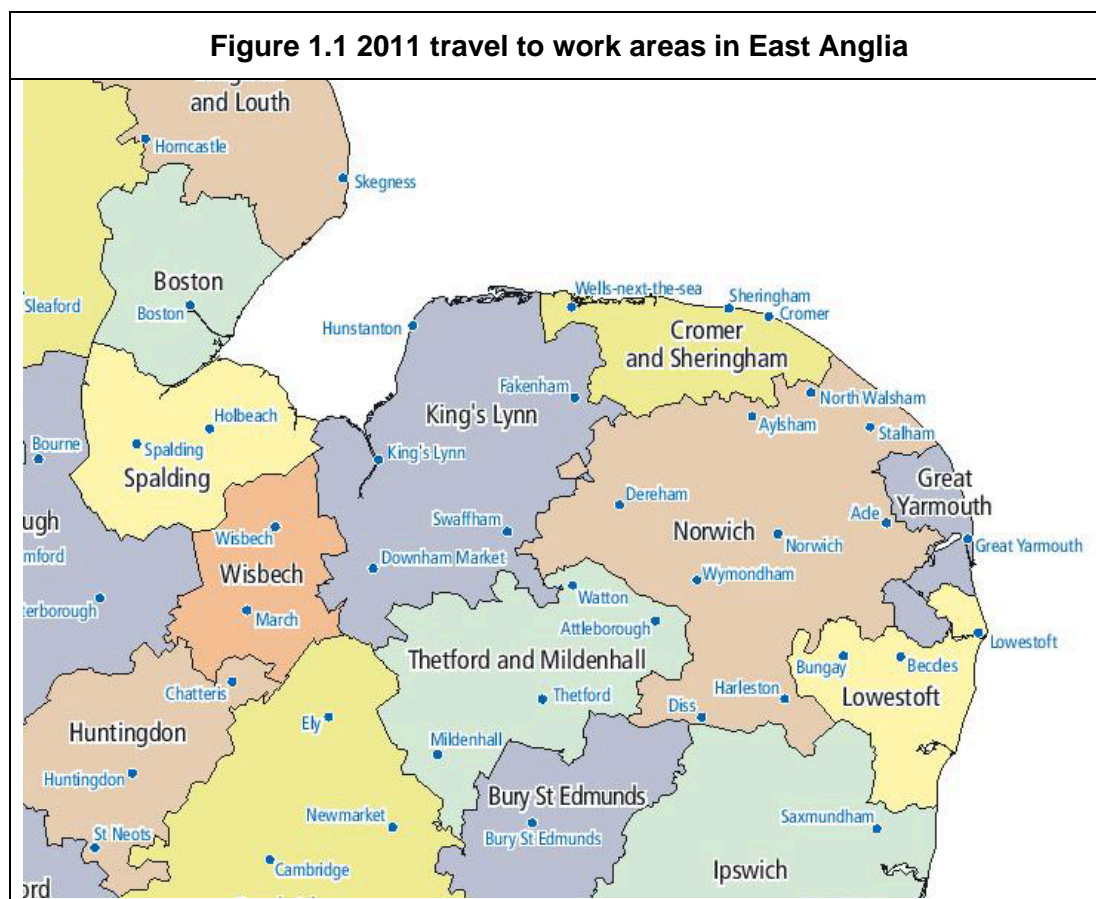 Figure 1.1 2011 travel to work areas in East Anglia
and Louth
Horncastle
Skegness
Boston
Boston
Sleaford
Hunstanton
Wells-next-the-sea
Sheringham
Cromer
Cromer
and Sheringham
Fakenham
King's Lynn
North Walsham
Aylsham
Stalham
Holbeach
Spalding
Spalding
Bourne
King's Lynn
Great
Yarmouth
Dereham
Swaffham
Norwich
Norwich
Acle
Great Yarmouth
ugh
mford
Wisbech
Wisbech
Downham Market
Wymondham
terborough
March
Watton
Attleborough
Lowestoft
Thetford and Mildenhall
Bungay
Beccles
Chatteris
Thetford
Harleston
Diss
Lowestoft
Huntingdon
Ely
Mildenhall
Huntingdon
Bury St Edmunds
Newmarket
Bury St Edmunds
Saxmundham
St Neots
Cambridge
Ipswich
ord